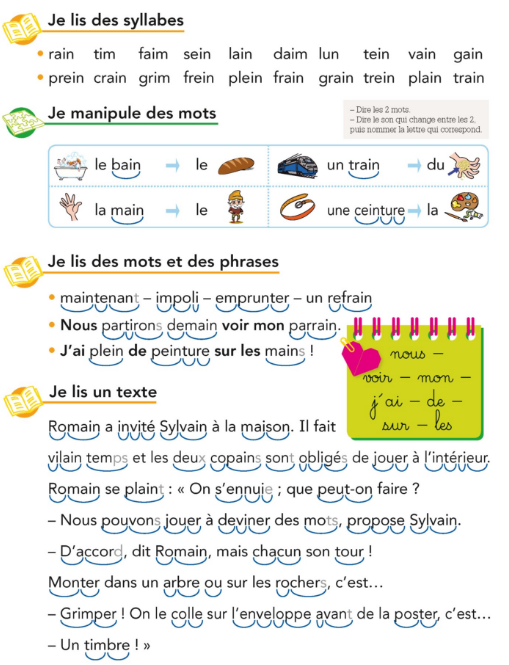 Je lis des syllabes
• rain tim faim sein lain daim lun tein vain gain
• prein crain grim frein plein frain grain trein plain train
Je manipule des mots
– Dire les 2 mots.
– Dire le son qui change entre les 2,
puis nommer la lettre qui correspond.
le bain ➜ le
un train ➜ du
la main ➜ le
une ceinture ➜ la
Je lis des mots et des phrases
• maintenant – impoli – emprunter – un refrain
• Nous partirons demain voir mon parrain.
• J'ai plein de peinture sur les mains !
nous –
voir – mon –
j'ai – de –
sur – les
Je lis un texte
Romain a invité Sylvain à la maison. Il fait
vilain temps et les deux copains sont obligés de jouer à l'intérieur.
Romain se plaint : « On s'ennuie ; que peut-on faire ?
– Nous pouvons jouer à deviner des mots, propose Sylvain.
– D'accord, dit Romain, mais chacun son tour !
Monter dans un arbre ou sur les rochers, c'est…
– Grimper ! On le colle sur l'enveloppe avant de la poster, c'est…
– Un timbre ! »